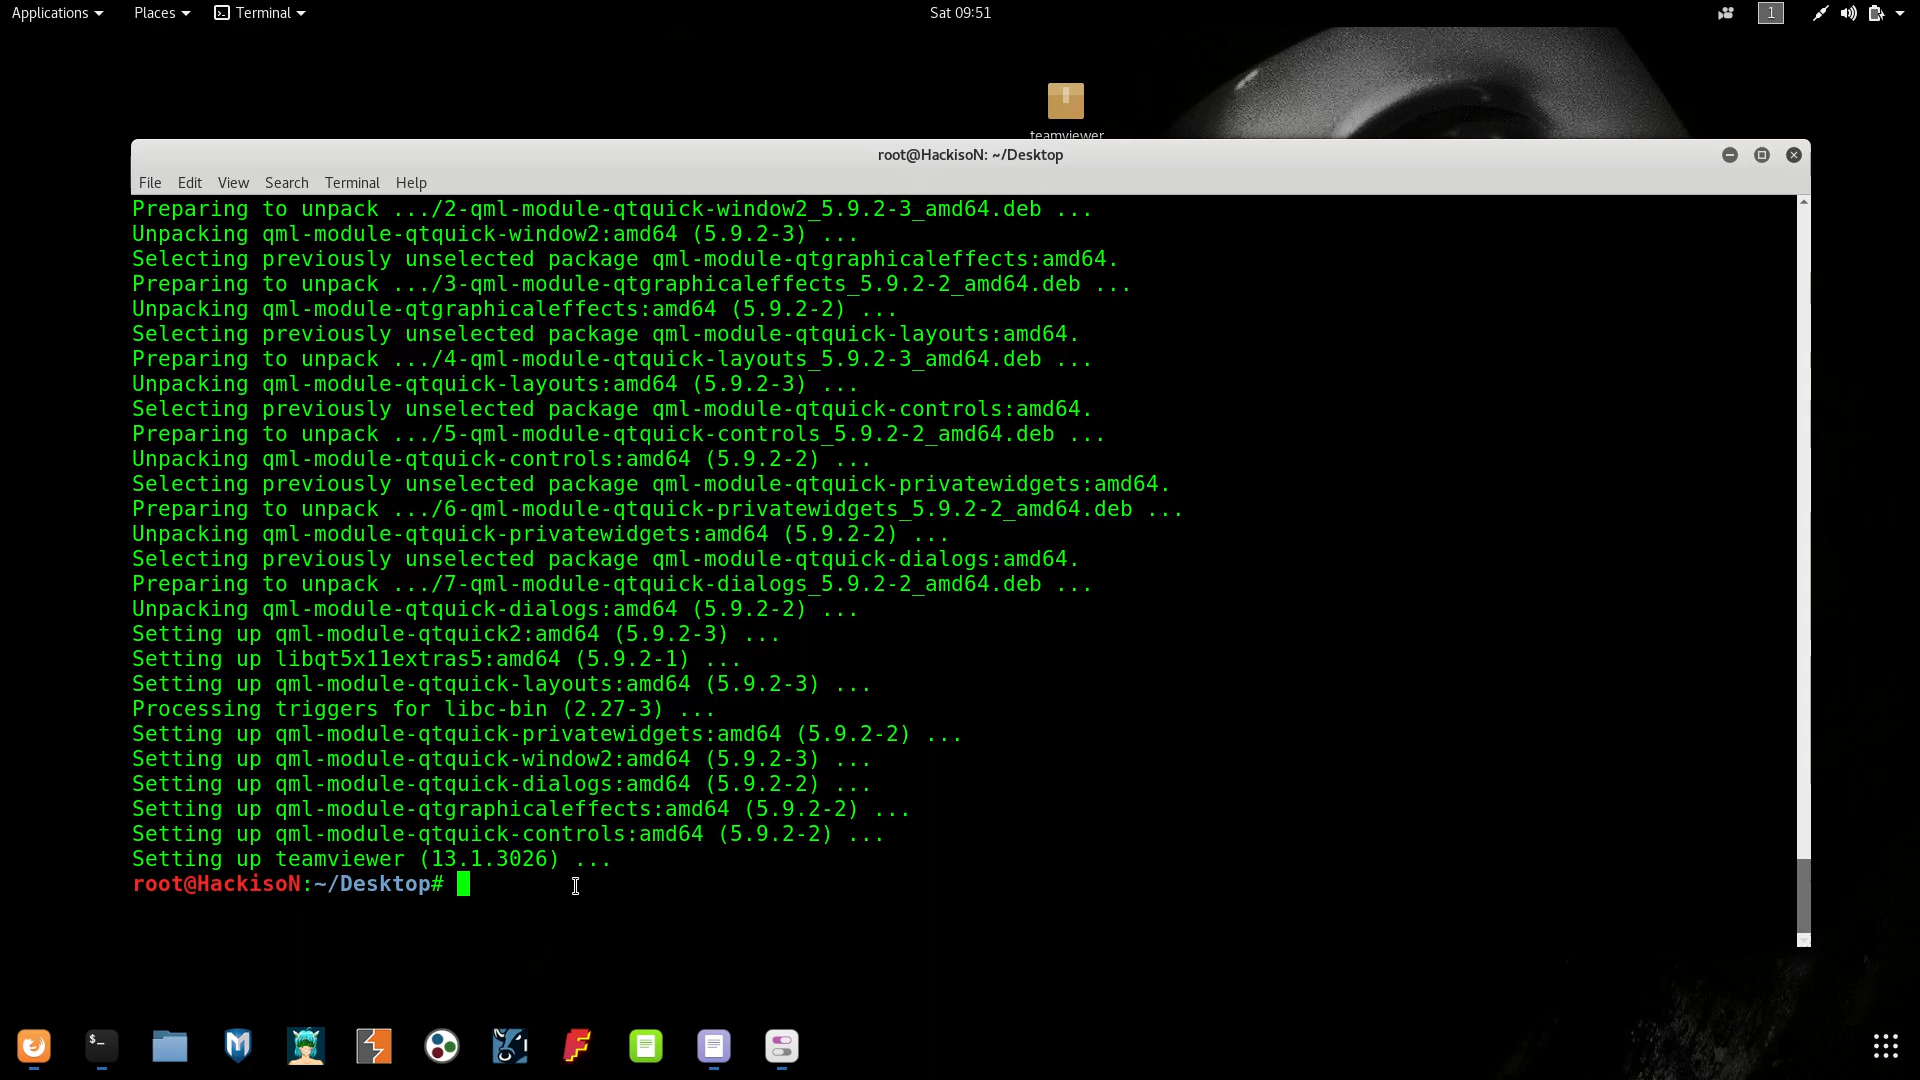 Applications Places Terminal Sat 09:51 1
teamviewer
root@HackisoN: ~/Desktop
File Edit View Search Terminal Help
Preparing to unpack .../2-qml-module-qtquick-window2_5.9.2-3_amd64.deb ...
Unpacking qml-module-qtquick-window2:amd64 (5.9.2-3) ...
Selecting previously unselected package qml-module-qtgraphicaleffects:amd64.
Preparing to unpack .../3-qml-module-qtgraphicaleffects_5.9.2-2_amd64.deb ...
Unpacking qml-module-qtgraphicaleffects:amd64 (5.9.2-2) ...
Selecting previously unselected package qml-module-qtquick-layouts:amd64.
Preparing to unpack .../4-qml-module-qtquick-layouts_5.9.2-3_amd64.deb ...
Unpacking qml-module-qtquick-layouts:amd64 (5.9.2-3) ...
Selecting previously unselected package qml-module-qtquick-controls:amd64.
Preparing to unpack .../5-qml-module-qtquick-controls_5.9.2-2_amd64.deb ...
Unpacking qml-module-qtquick-controls:amd64 (5.9.2-2) ...
Selecting previously unselected package qml-module-qtquick-privatewidgets:amd64.
Preparing to unpack .../6-qml-module-qtquick-privatewidgets_5.9.2-2_amd64.deb ...
Unpacking qml-module-qtquick-privatewidgets:amd64 (5.9.2-2) ...
Selecting previously unselected package qml-module-qtquick-dialogs:amd64.
Preparing to unpack .../7-qml-module-qtquick-dialogs_5.9.2-2_amd64.deb ...
Unpacking qml-module-qtquick-dialogs:amd64 (5.9.2-2) ...
Setting up qml-module-qtquick2:amd64 (5.9.2-3) ...
Setting up libqt5x11extras5:amd64 (5.9.2-1) ...
Setting up qml-module-qtquick-layouts:amd64 (5.9.2-3) ...
Processing triggers for libc-bin (2.27-3) ...
Setting up qml-module-qtquick-privatewidgets:amd64 (5.9.2-2) ...
Setting up qml-module-qtquick-window2:amd64 (5.9.2-3) ...
Setting up qml-module-qtquick-dialogs:amd64 (5.9.2-2) ...
Setting up qml-module-qtgraphicaleffects:amd64 (5.9.2-2) ...
Setting up qml-module-qtquick-controls:amd64 (5.9.2-2) ...
Setting up teamviewer (13.1.3026) ...
root@HackisoN:~/Desktop#